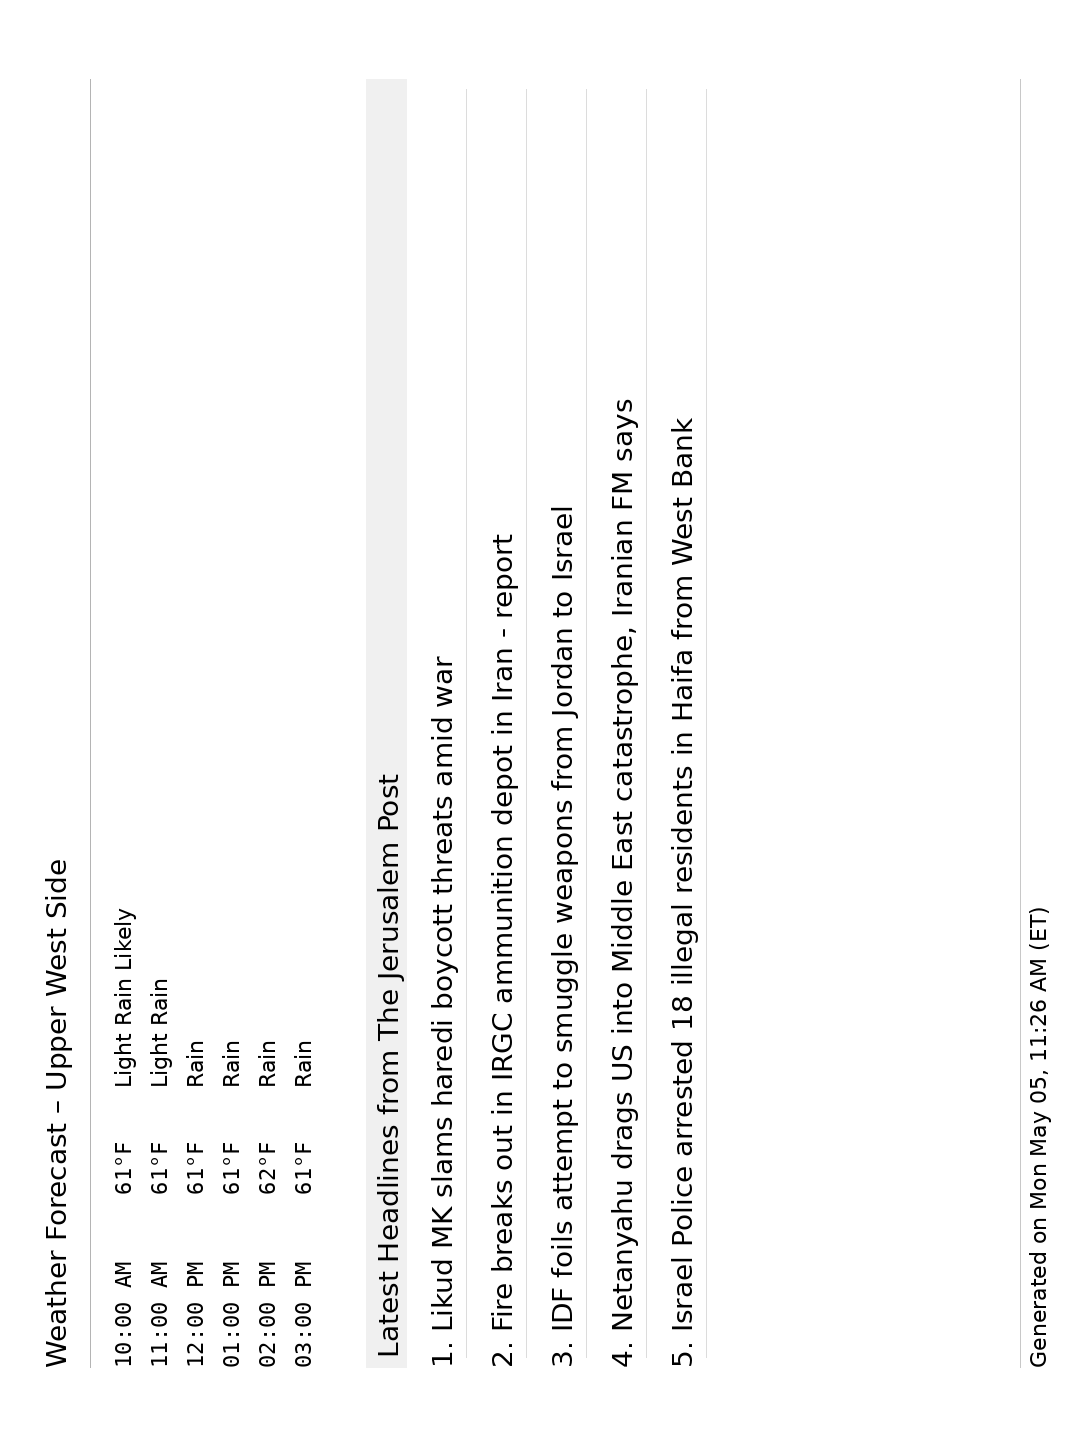 Weather Forecast – Upper West Side
10:00 AM 61°F Light Rain Likely
11:00 AM 61°F Light Rain
12:00 PM 61°F Rain
01:00 PM 61°F Rain
02:00 PM 62°F Rain
03:00 PM 61°F Rain
Latest Headlines from The Jerusalem Post
1. Likud MK slams haredi boycott threats amid war
2. Fire breaks out in IRGC ammunition depot in Iran - report
3. IDF foils attempt to smuggle weapons from Jordan to Israel
4. Netanyahu drags US into Middle East catastrophe, Iranian FM says
5. Israel Police arrested 18 illegal residents in Haifa from West Bank
Generated on Mon May 05, 11:26 AM (ET)